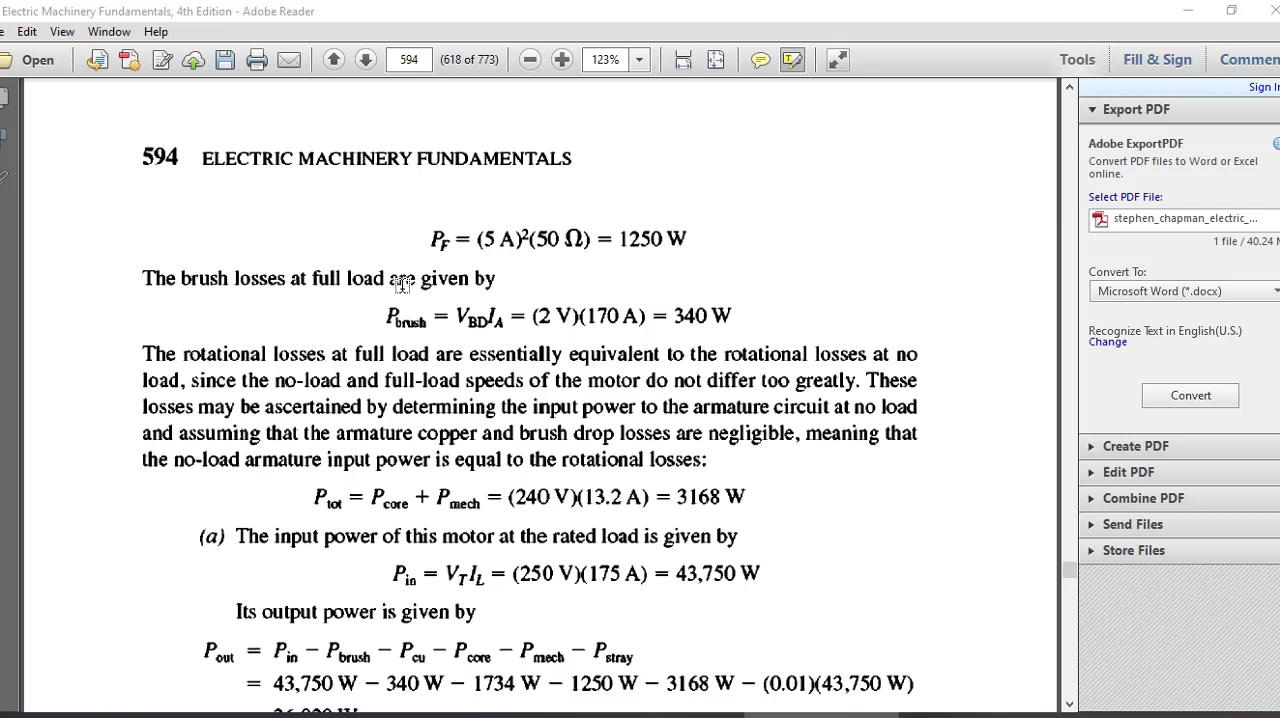 Electric Machinery Fundamentals, 4th Edition - Adobe Reader
Edit View Window Help
Open 594 (618 of 773) 123% Tools Fill & Sign Commen
Sign In
Export PDF
Adobe ExportPDF
Convert PDF files to Word or Excel
online.
Select PDF File:
stephen_chapman_electric_...
1 file / 40.24 M
Convert To:
Microsoft Word (*.docx)
Recognize Text in English(U.S.)
Change
Convert
Create PDF
Edit PDF
Combine PDF
Send Files
Store Files
594 ELECTRIC MACHINERY FUNDAMENTALS
P_F = (5 A)²(50 Ω) = 1250 W
The brush losses at full load are given by
P_brush = V_BD I_A = (2 V)(170 A) = 340 W
The rotational losses at full load are essentially equivalent to the rotational losses at no
load, since the no-load and full-load speeds of the motor do not differ too greatly. These
losses may be ascertained by determining the input power to the armature circuit at no load
and assuming that the armature copper and brush drop losses are negligible, meaning that
the no-load armature input power is equal to the rotational losses:
P_tot = P_core + P_mech = (240 V)(13.2 A) = 3168 W
(a) The input power of this motor at the rated load is given by
P_in = V_T I_L = (250 V)(175 A) = 43,750 W
Its output power is given by
P_out = P_in − P_brush − P_cu − P_core − P_mech − P_stray
= 43,750 W − 340 W − 1734 W − 1250 W − 3168 W − (0.01)(43,750 W)